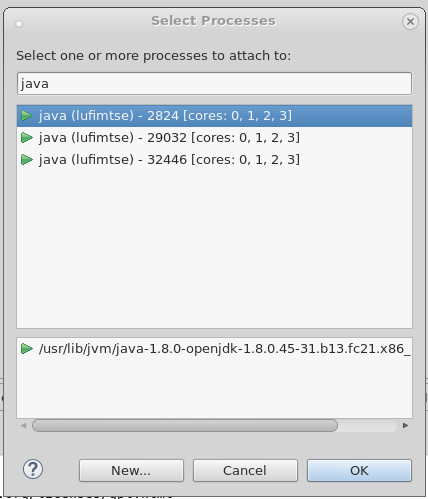 Select Processes
Select one or more processes to attach to:
java
java (lufimtse) - 2824 [cores: 0, 1, 2, 3]
java (lufimtse) - 29032 [cores: 0, 1, 2, 3]
java (lufimtse) - 32446 [cores: 0, 1, 2, 3]
/usr/lib/jvm/java-1.8.0-openjdk-1.8.0.45-31.b13.fc21.x86_
?
New...
Cancel
OK